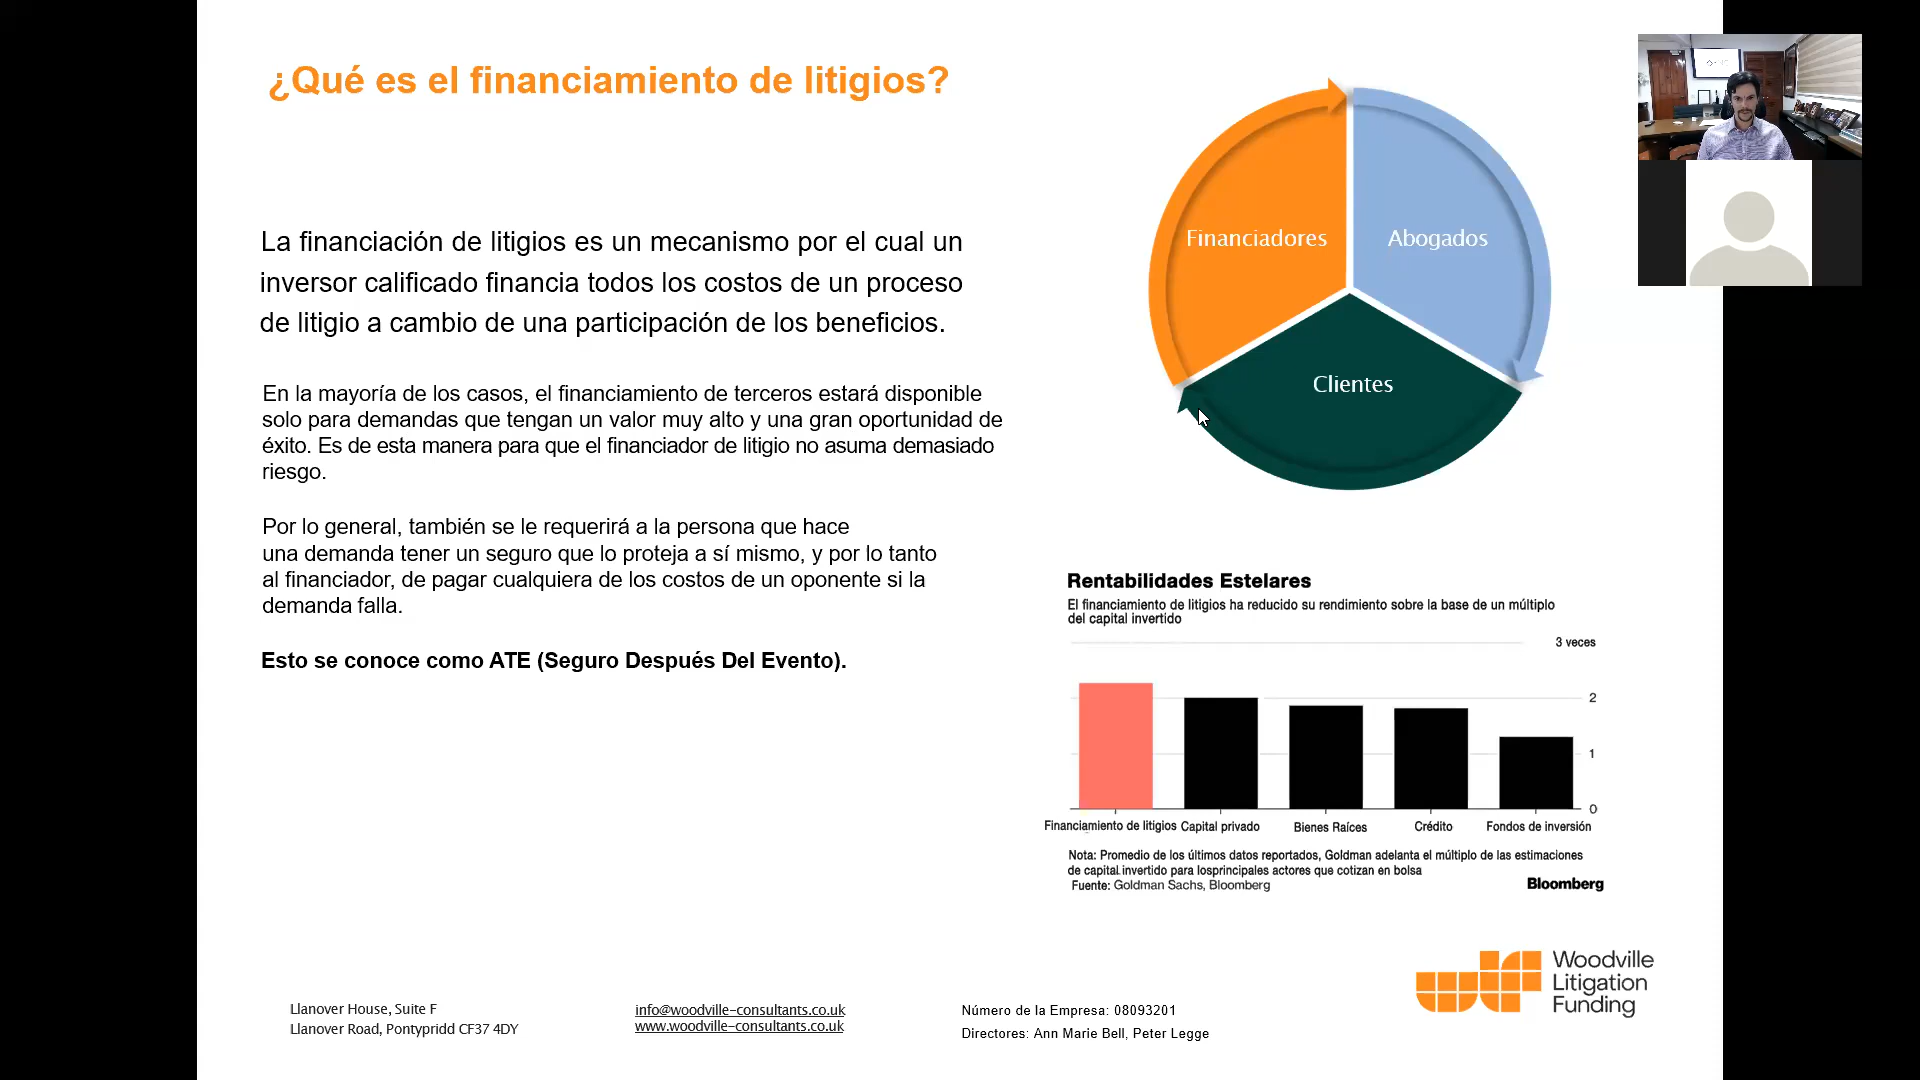 ¿Qué es el financiamiento de litigios?
La financiación de litigios es un mecanismo por el cual un
inversor calificado financia todos los costos de un proceso
de litigio a cambio de una participación de los beneficios.
En la mayoría de los casos, el financiamiento de terceros estará disponible
solo para demandas que tengan un valor muy alto y una gran oportunidad de
éxito. Es de esta manera para que el financiador de litigio no asuma demasiado
riesgo.
Por lo general, también se le requerirá a la persona que hace
una demanda tener un seguro que lo proteja a sí mismo, y por lo tanto
al financiador, de pagar cualquiera de los costos de un oponente si la
demanda falla.
Esto se conoce como ATE (Seguro Después Del Evento).
Financiadores
Abogados
Clientes
Rentabilidades Estelares
El financiamiento de litigios ha reducido su rendimiento sobre la base de un múltiplo
del capital invertido
3 veces
2
1
0
Financiamiento de litigios Capital privado Bienes Raíces Crédito Fondos de inversión
Nota: Promedio de los últimos datos reportados, Goldman adelanta el múltiplo de las estimaciones
de capital invertido para losprincipales actores que cotizan en bolsa
Fuente: Goldman Sachs, Bloomberg
Bloomberg
Woodville
Litigation
Funding
Llanover House, Suite F
Llanover Road, Pontypridd CF37 4DY
info@woodville-consultants.co.uk
www.woodville-consultants.co.uk
Número de la Empresa: 08093201
Directores: Ann Marie Bell, Peter Legge